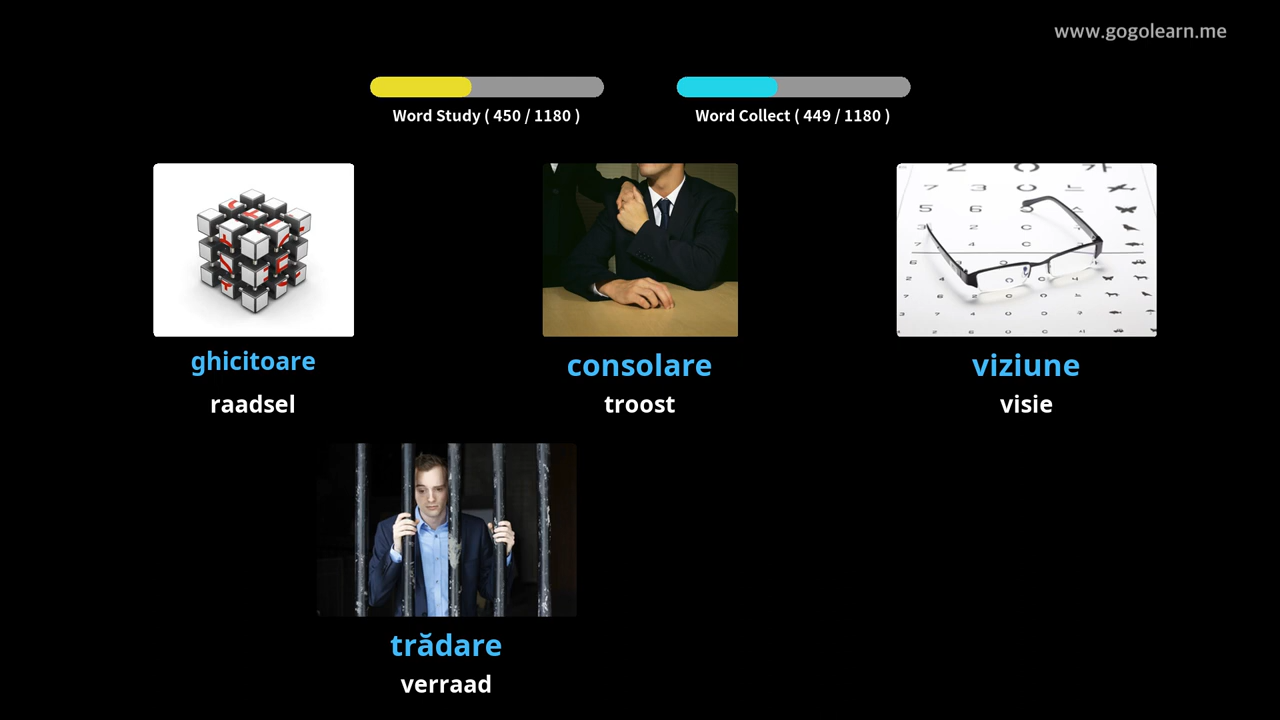 www.gogolearn.me
Word Study ( 450 / 1180 )
Word Collect ( 449 / 1180 )
ghicitoare
raadsel
consolare
troost
viziune
visie
trădare
verraad